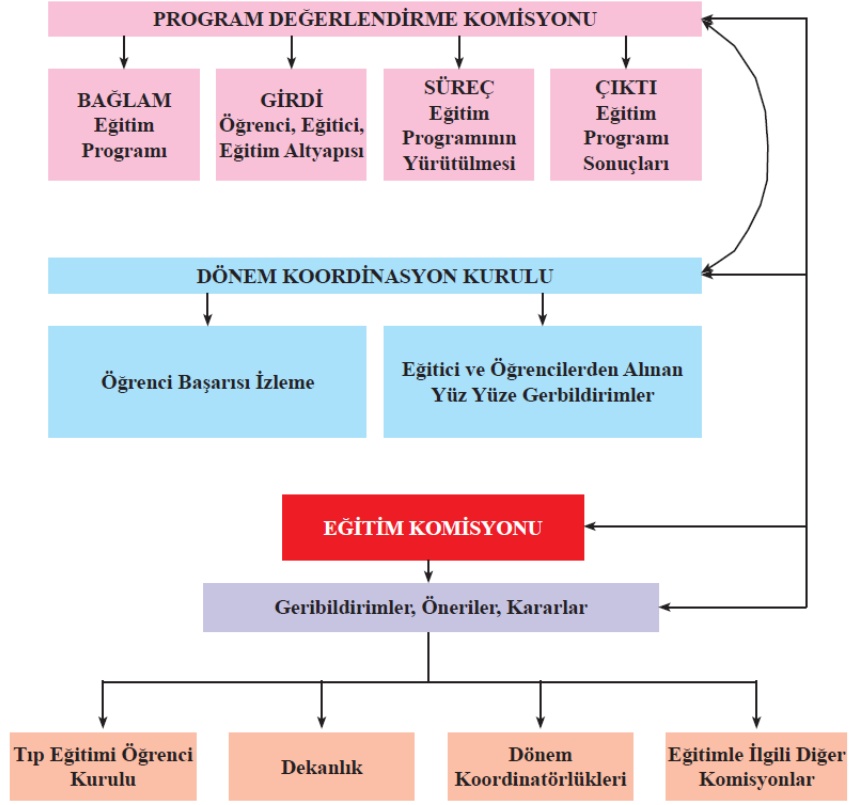 PROGRAM DEĞERLENDİRME KOMİSYONU
BAĞLAM
Eğitim
Programı
GİRDİ
Öğrenci, Eğitici,
Eğitim Altyapısı
SÜREÇ
Eğitim
Programının
Yürütülmesi
ÇIKTI
Eğitim
Programı
Sonuçları
DÖNEM KOORDİNASYON KURULU
Öğrenci Başarısı İzleme
Eğitici ve Öğrencilerden Alınan
Yüz Yüze Gerbildirimler
EĞİTİM KOMİSYONU
Geribildirimler, Öneriler, Kararlar
Tıp Eğitimi Öğrenci
Kurulu
Dekanlık
Dönem
Koordinatörlükleri
Eğitimle İlgili Diğer
Komisyonlar